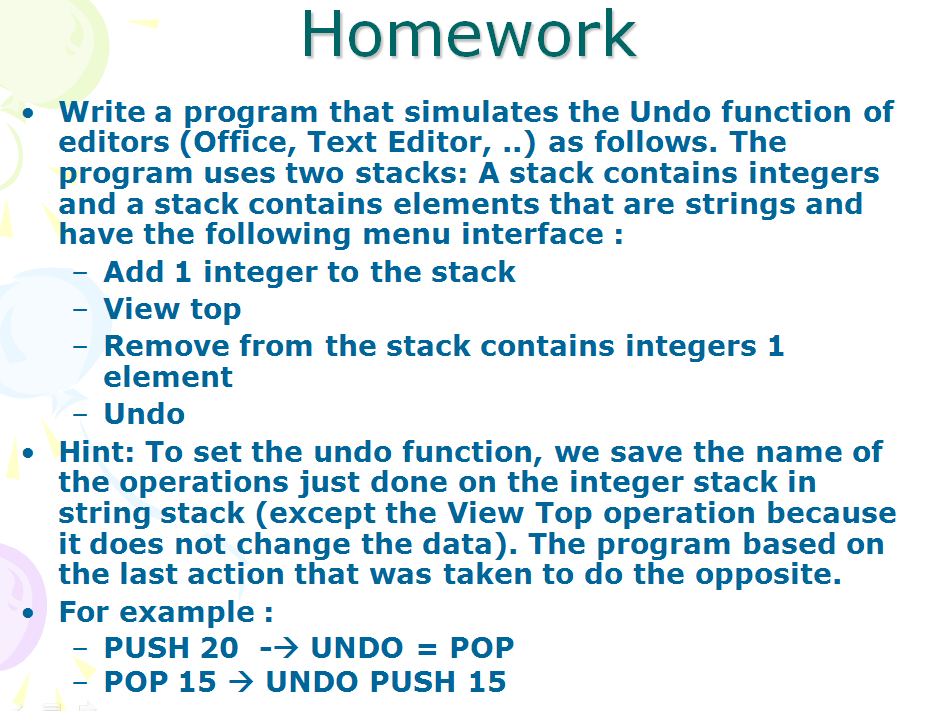 Homework
• Write a program that simulates the Undo function of
editors (Office, Text Editor, ..) as follows. The
program uses two stacks: A stack contains integers
and a stack contains elements that are strings and
have the following menu interface :
– Add 1 integer to the stack
– View top
– Remove from the stack contains integers 1
element
– Undo
• Hint: To set the undo function, we save the name of
the operations just done on the integer stack in
string stack (except the View Top operation because
it does not change the data). The program based on
the last action that was taken to do the opposite.
• For example :
– PUSH 20 -→ UNDO = POP
– POP 15 → UNDO PUSH 15